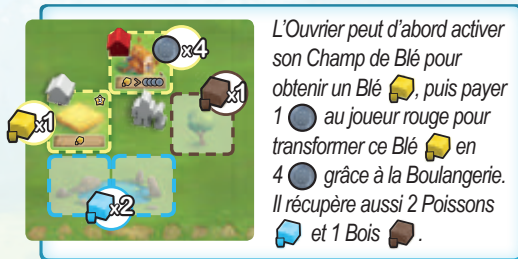 x4
x1
x1
x2
L'Ouvrier peut d'abord activer
son Champ de Blé pour
obtenir un Blé , puis payer
1 au joueur rouge pour
transformer ce Blé en
4 grâce à la Boulangerie.
Il récupère aussi 2 Poissons
et 1 Bois .